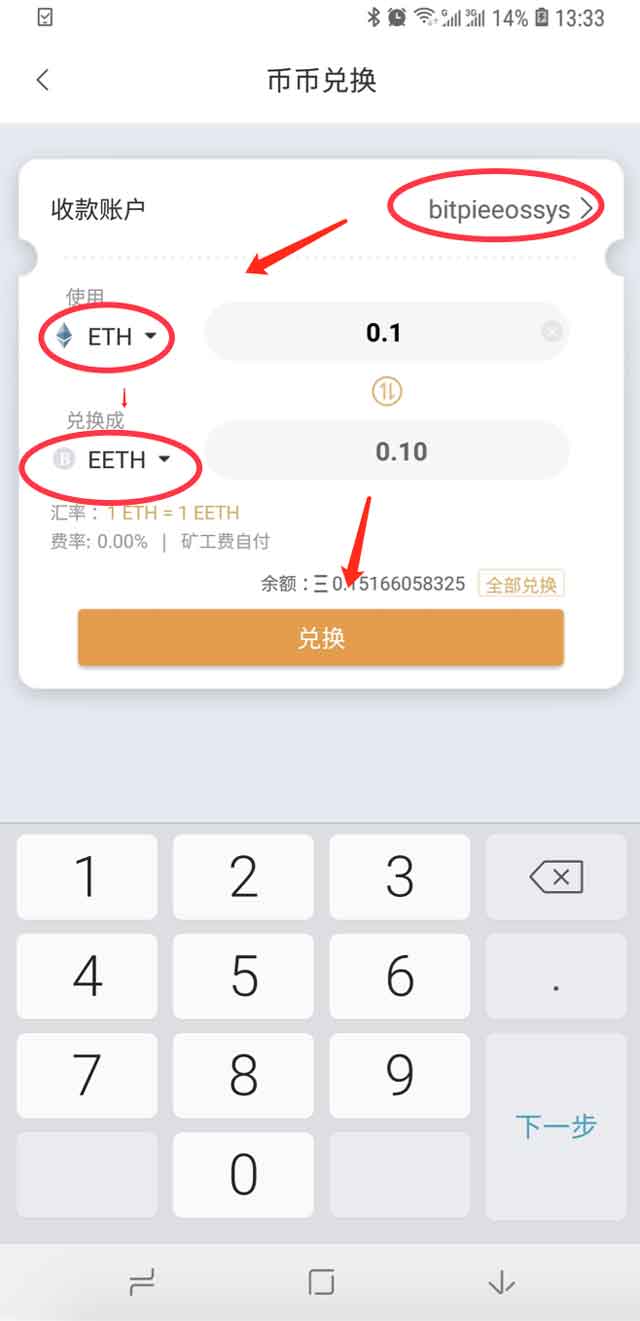 14% 13:33
币币兑换
收款账户 bitpieeossys
使用
ETH 0.1
兑换成
EETH 0.10
汇率：1 ETH = 1 EETH
费率: 0.00% | 矿工费自付
余额：三0.15166058325 全部兑换
兑换
1 2 3
4 5 6 .
7 8 9
下一步
0